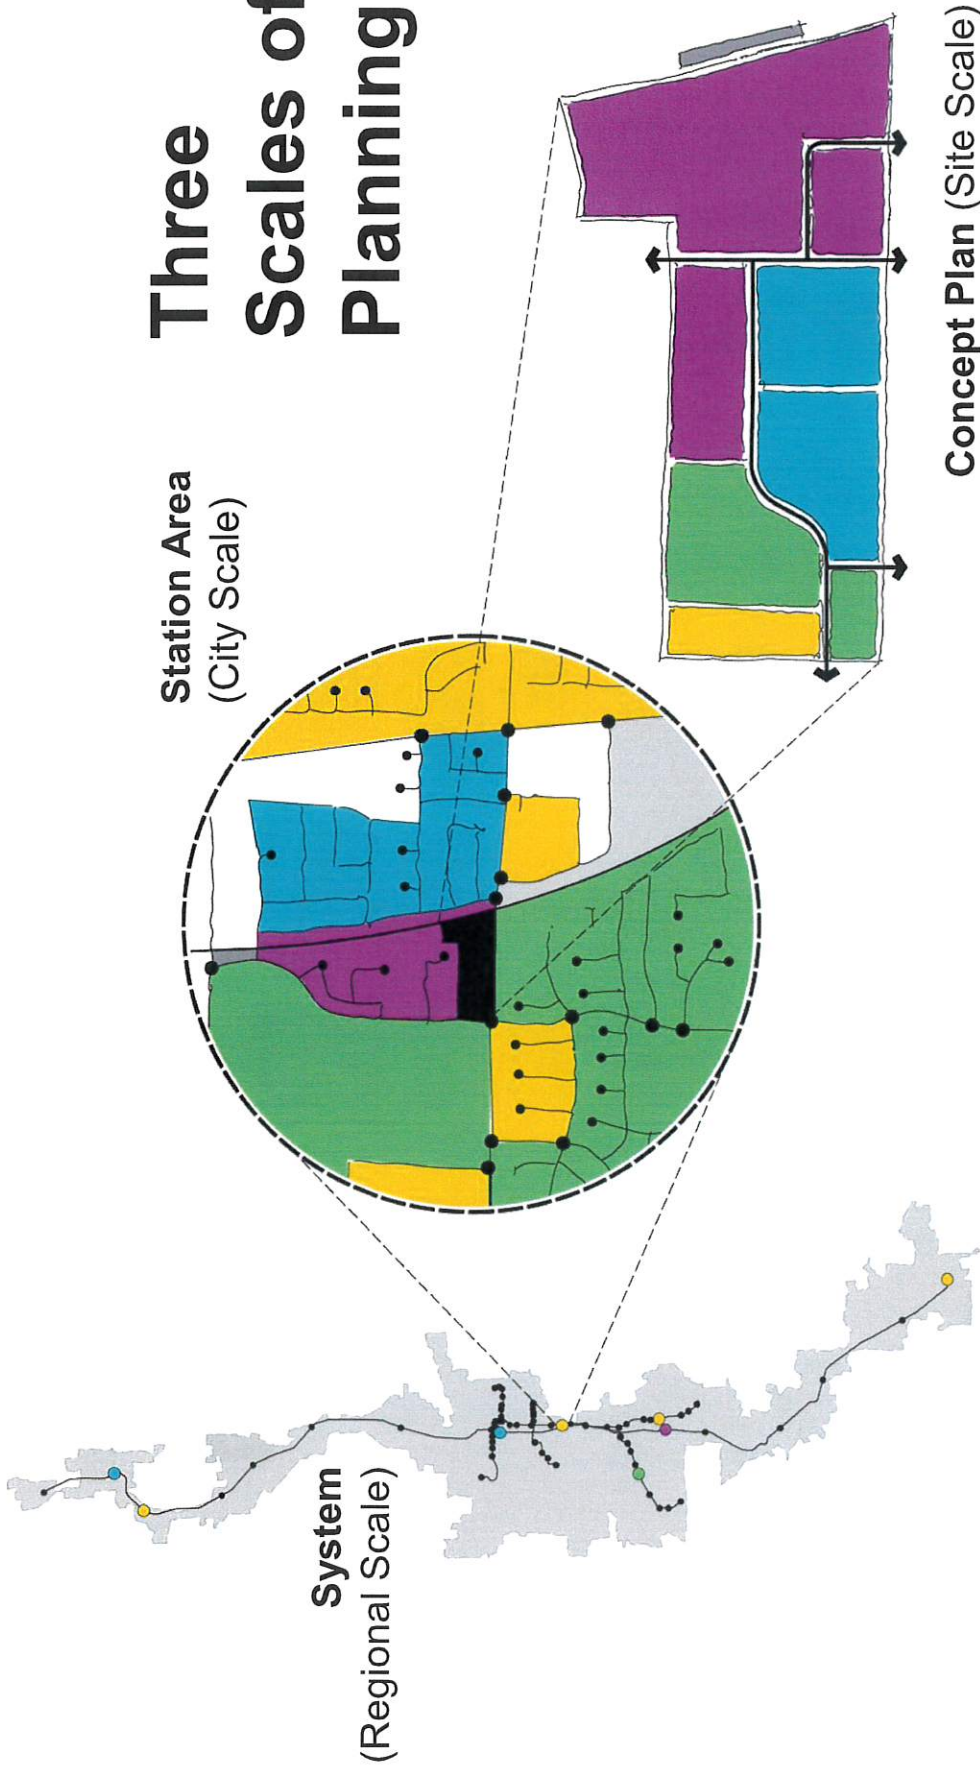 Three
Scales of
Planning
System
(Regional Scale)
Station Area
(City Scale)
Concept Plan (Site Scale)